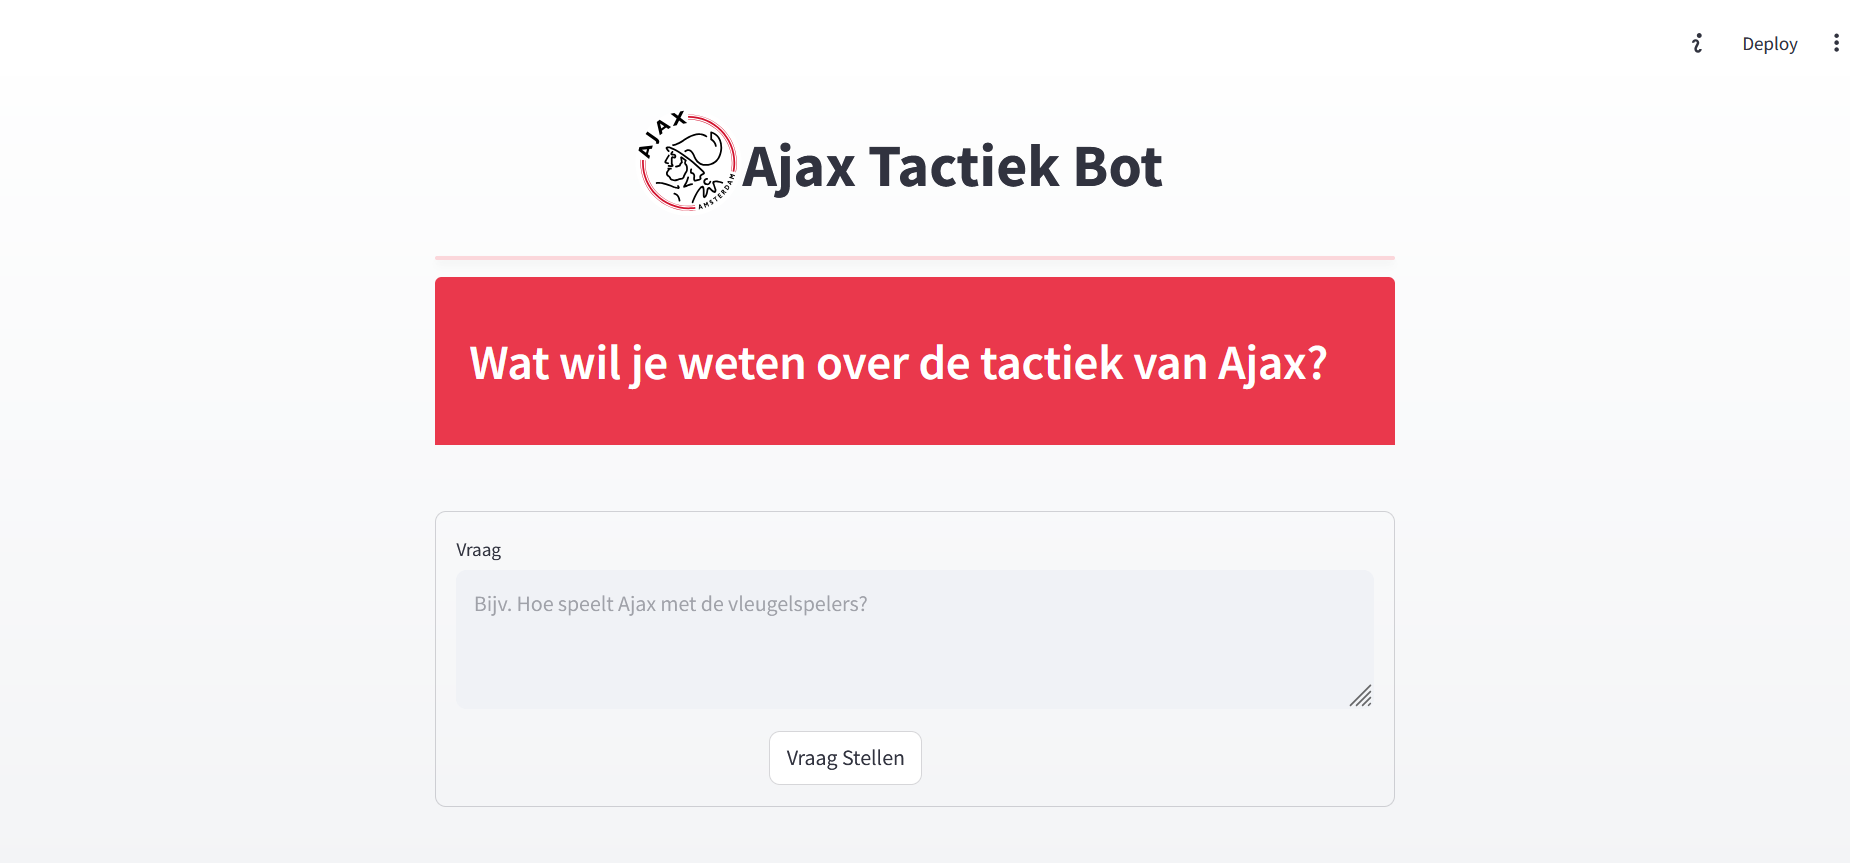 Deploy
AJAX
AMSTERDAM
Ajax Tactiek Bot
Wat wil je weten over de tactiek van Ajax?
Vraag
Bijv. Hoe speelt Ajax met de vleugelspelers?
Vraag Stellen